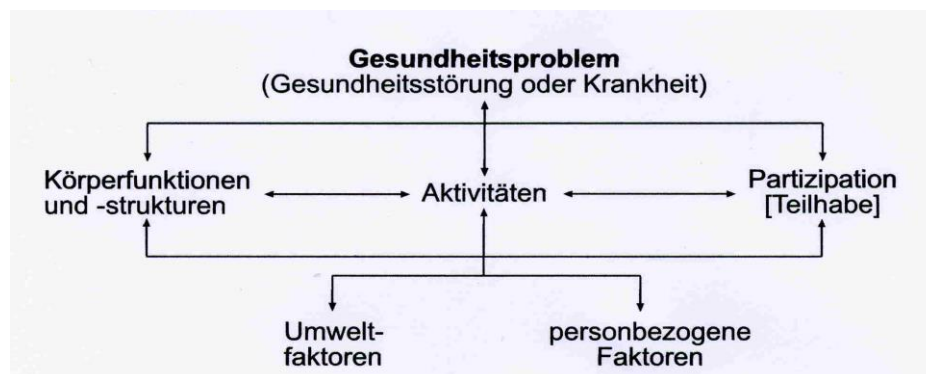 Gesundheitsproblem
(Gesundheitsstörung oder Krankheit)
Körperfunktionen
und -strukturen
Aktivitäten
Partizipation
[Teilhabe]
Umwelt-
faktoren
personbezogene
Faktoren